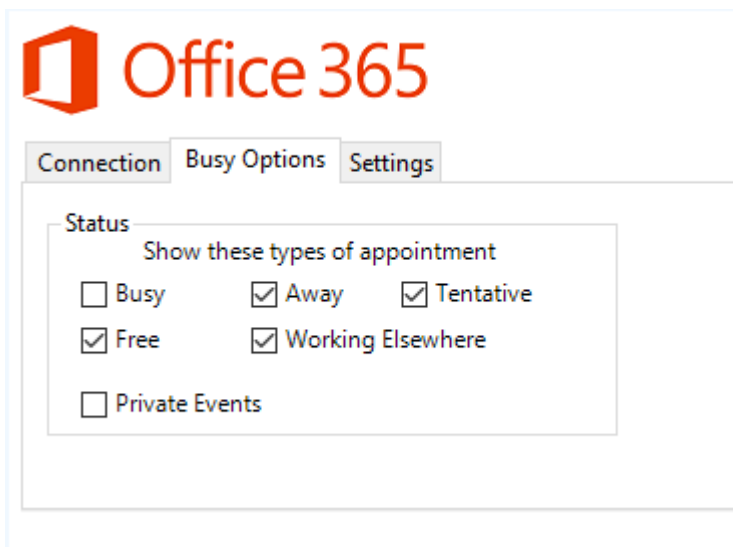 Office 365
Connection Busy Options Settings
Status
Show these types of appointment
Busy Away Tentative
Free Working Elsewhere
Private Events